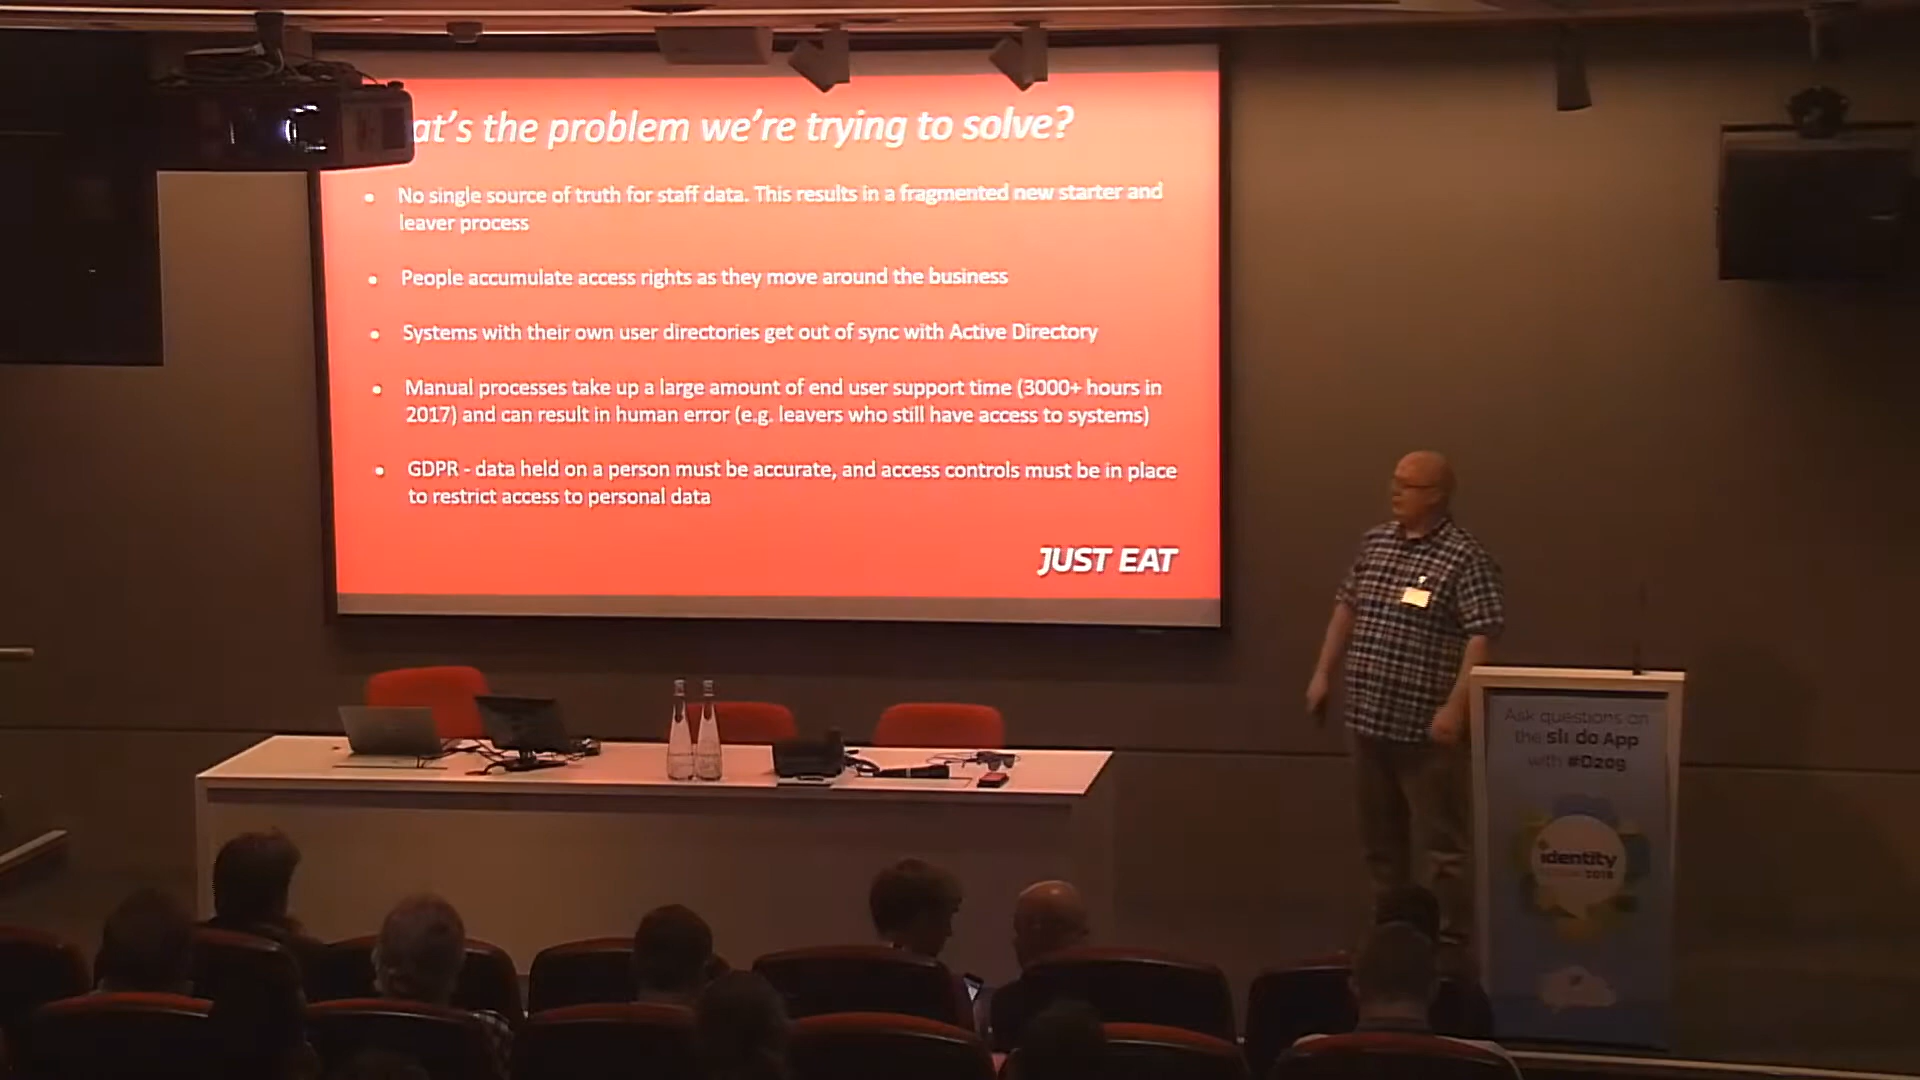 at's the problem we're trying to solve?
No single source of truth for staff data. This results in a fragmented new starter and
leaver process
People accumulate access rights as they move around the business
Systems with their own user directories get out of sync with Active Directory
Manual processes take up a large amount of end user support time (3000+ hours in
2017) and can result in human error (e.g. leavers who still have access to systems)
GDPR - data held on a person must be accurate, and access controls must be in place
to restrict access to personal data
JUST EAT
Ask questions on
the sli do App
with #D209
identity
2018